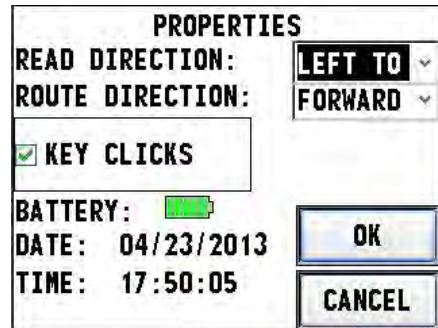 PROPERTIES
READ DIRECTION: LEFT TO
ROUTE DIRECTION: FORWARD
KEY CLICKS
BATTERY:
DATE: 04/23/2013 OK
TIME: 17:50:05
CANCEL